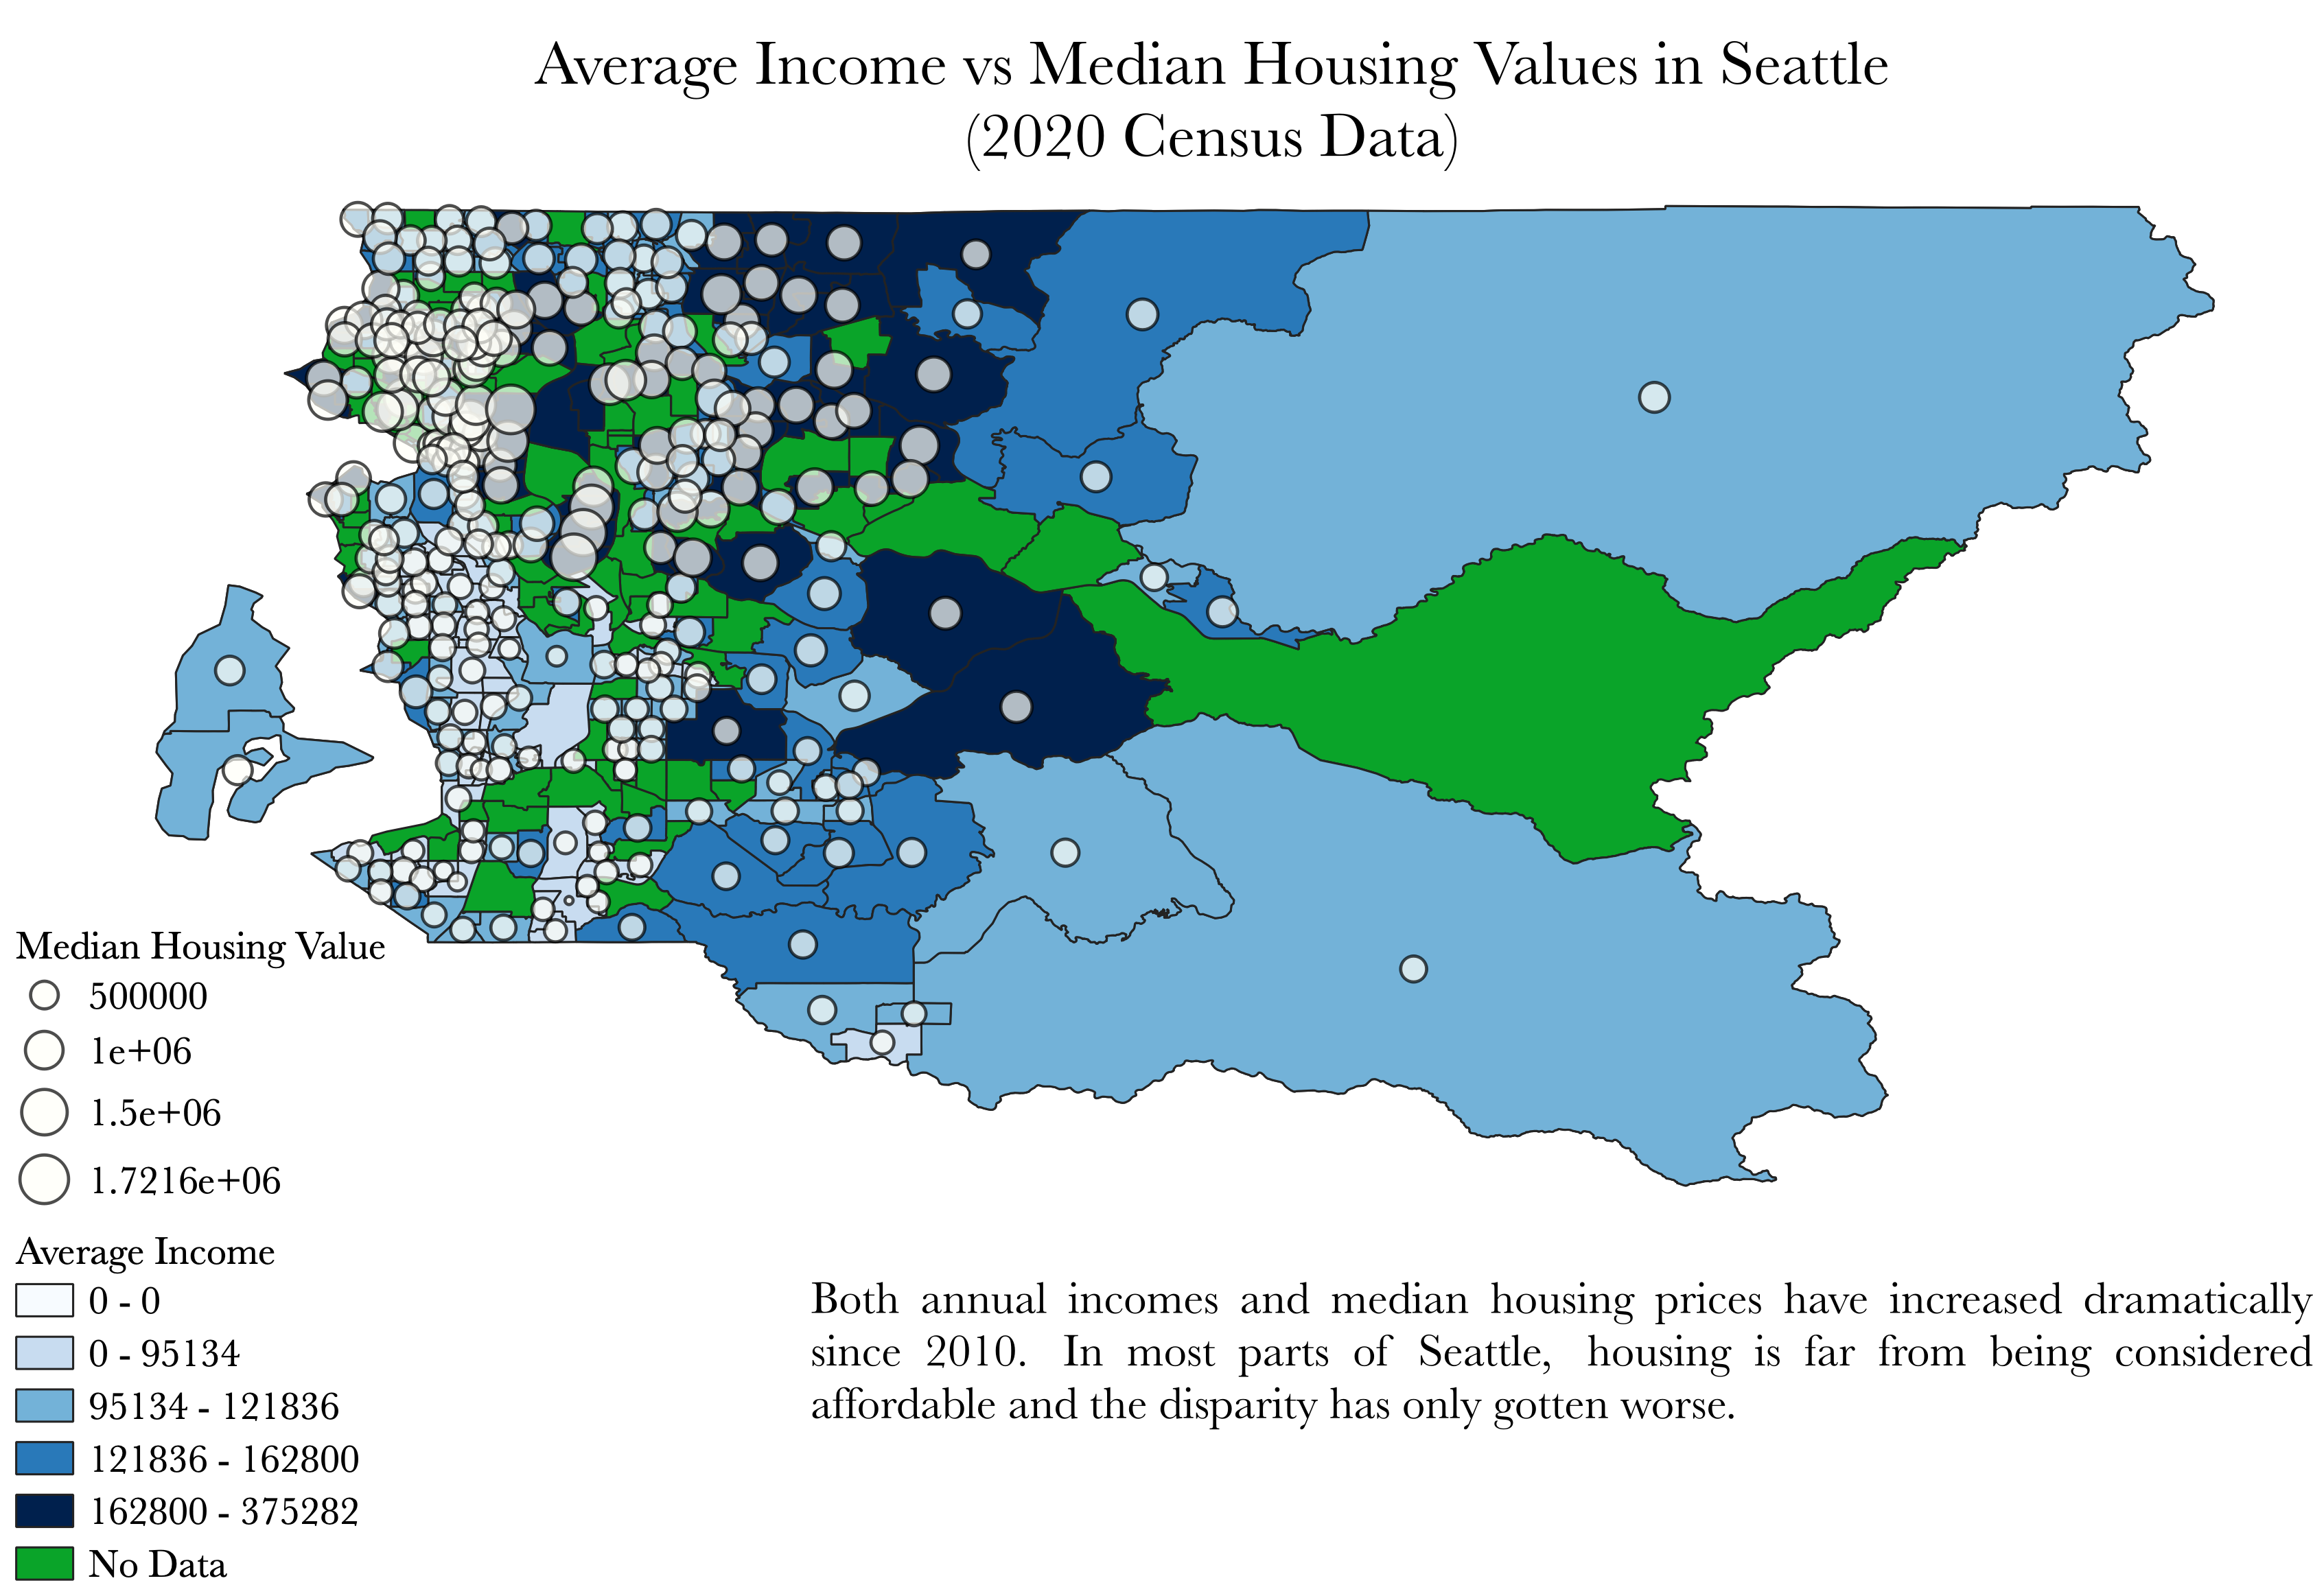 Average Income vs Median Housing Values in Seattle
(2020 Census Data)
Median Housing Value
500000
1e+06
1.5e+06
1.7216e+06
Average Income
0 - 0
0 - 95134
95134 - 121836
121836 - 162800
162800 - 375282
No Data
Both annual incomes and median housing prices have increased dramatically
since 2010. In most parts of Seattle, housing is far from being considered
affordable and the disparity has only gotten worse.